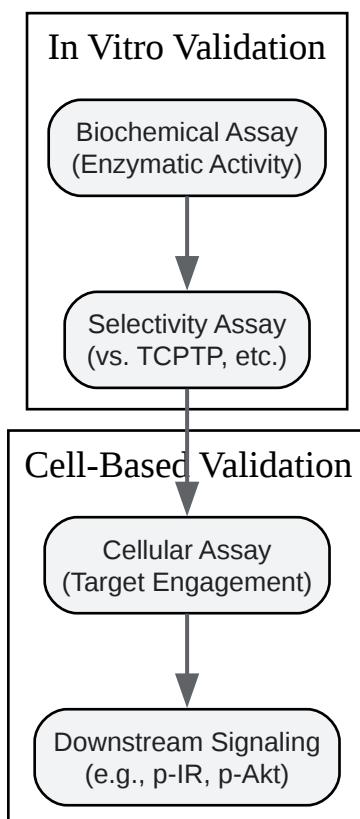 In Vitro Validation
Biochemical Assay
(Enzymatic Activity)
Selectivity Assay
(vs. TCPTP, etc.)
Cell-Based Validation
Cellular Assay
(Target Engagement)
Downstream Signaling
(e.g., p-IR, p-Akt)